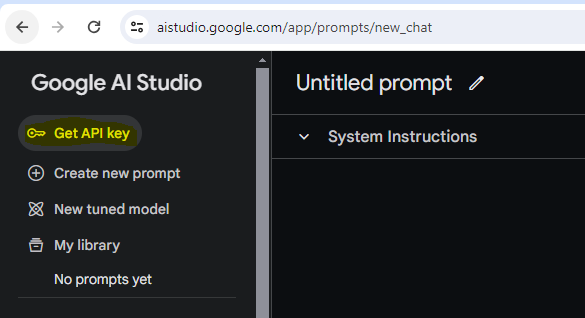 aistudio.google.com/app/prompts/new_chat
Google AI Studio
Get API key
Create new prompt
New tuned model
My library
No prompts yet
Untitled prompt
System Instructions